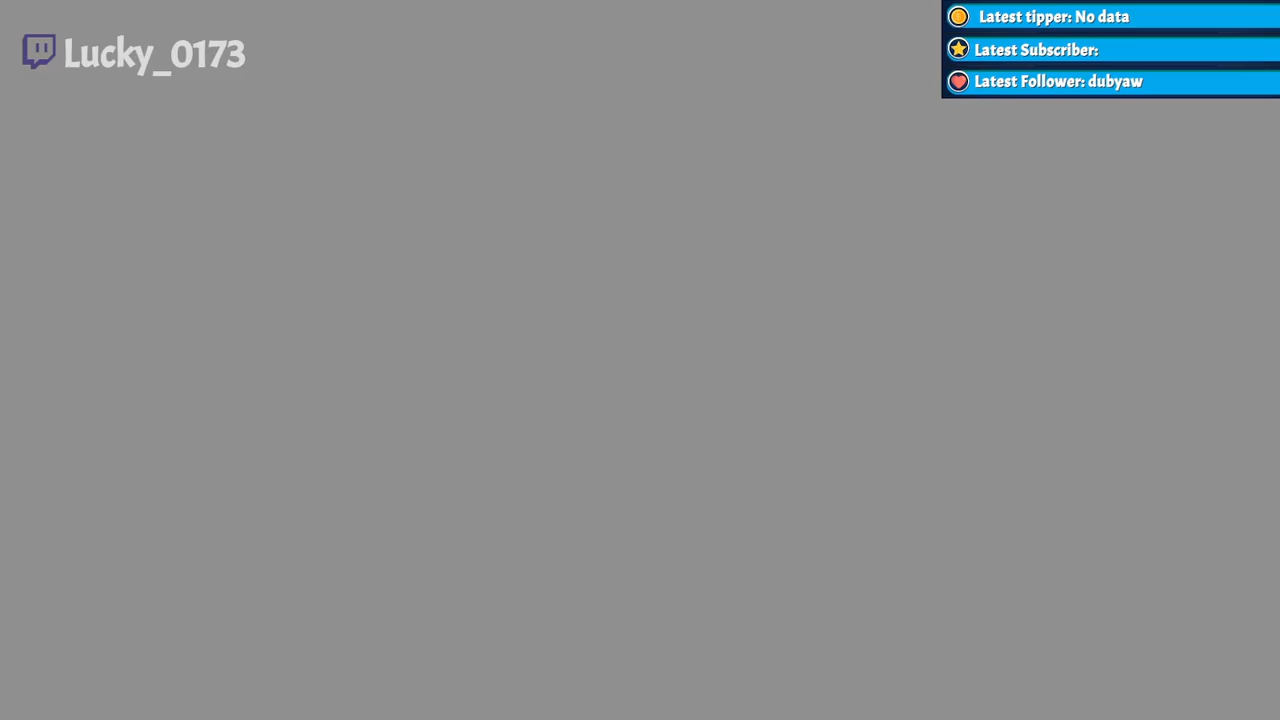 Lucky_0173
Latest tipper: No data
Latest Subscriber:
Latest Follower: dubyaw